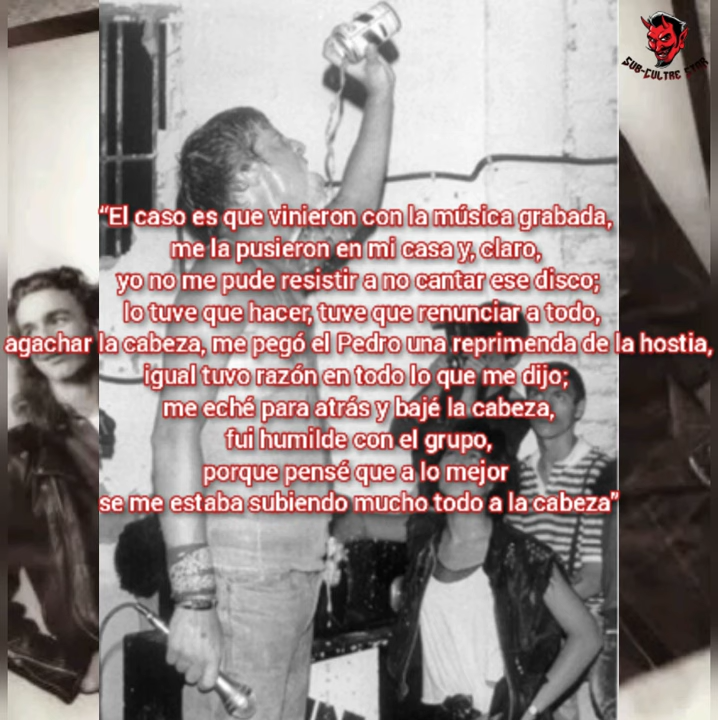 SUB-CULTRE STAR
“El caso es que vinieron con la música grabada,
me la pusieron en mi casa y, claro,
yo no me pude resistir a no cantar ese disco;
lo tuve que hacer, tuve que renunciar a todo,
agachar la cabeza, me pegó el Pedro una reprimenda de la hostia,
igual tuvo razón en todo lo que me dijo;
me eché para atrás y bajé la cabeza,
fui humilde con el grupo,
porque pensé que a lo mejor
se me estaba subiendo mucho todo a la cabeza”